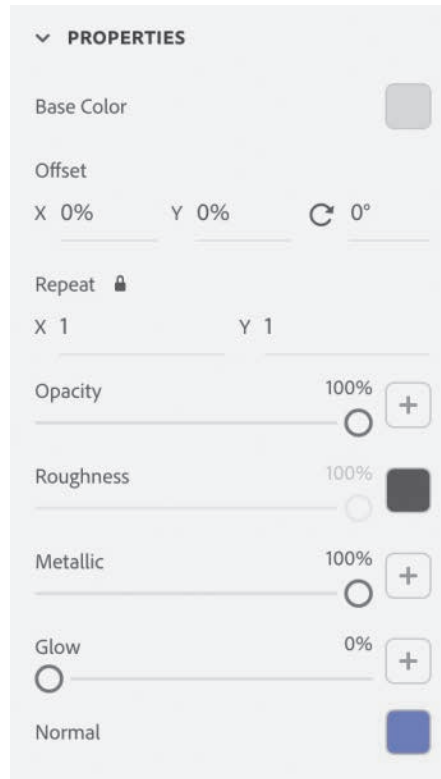 PROPERTIES
Base Color
Offset
X 0% Y 0% 0°
Repeat
X 1 Y 1
Opacity 100%
Roughness 100%
Metallic 100%
Glow 0%
Normal